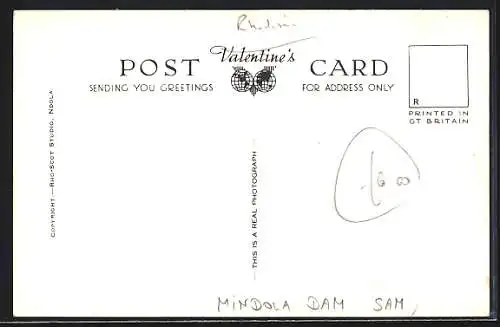 Rhodesia
Valentine's
POST CARD
SENDING YOU GREETINGS
FOR ADDRESS ONLY
R
PRINTED IN
GT BRITAIN
COPYRIGHT — RHO-SCOT STUDIO, NDOLA
THIS IS A REAL PHOTOGRAPH
MINDOLA DAM SAM,